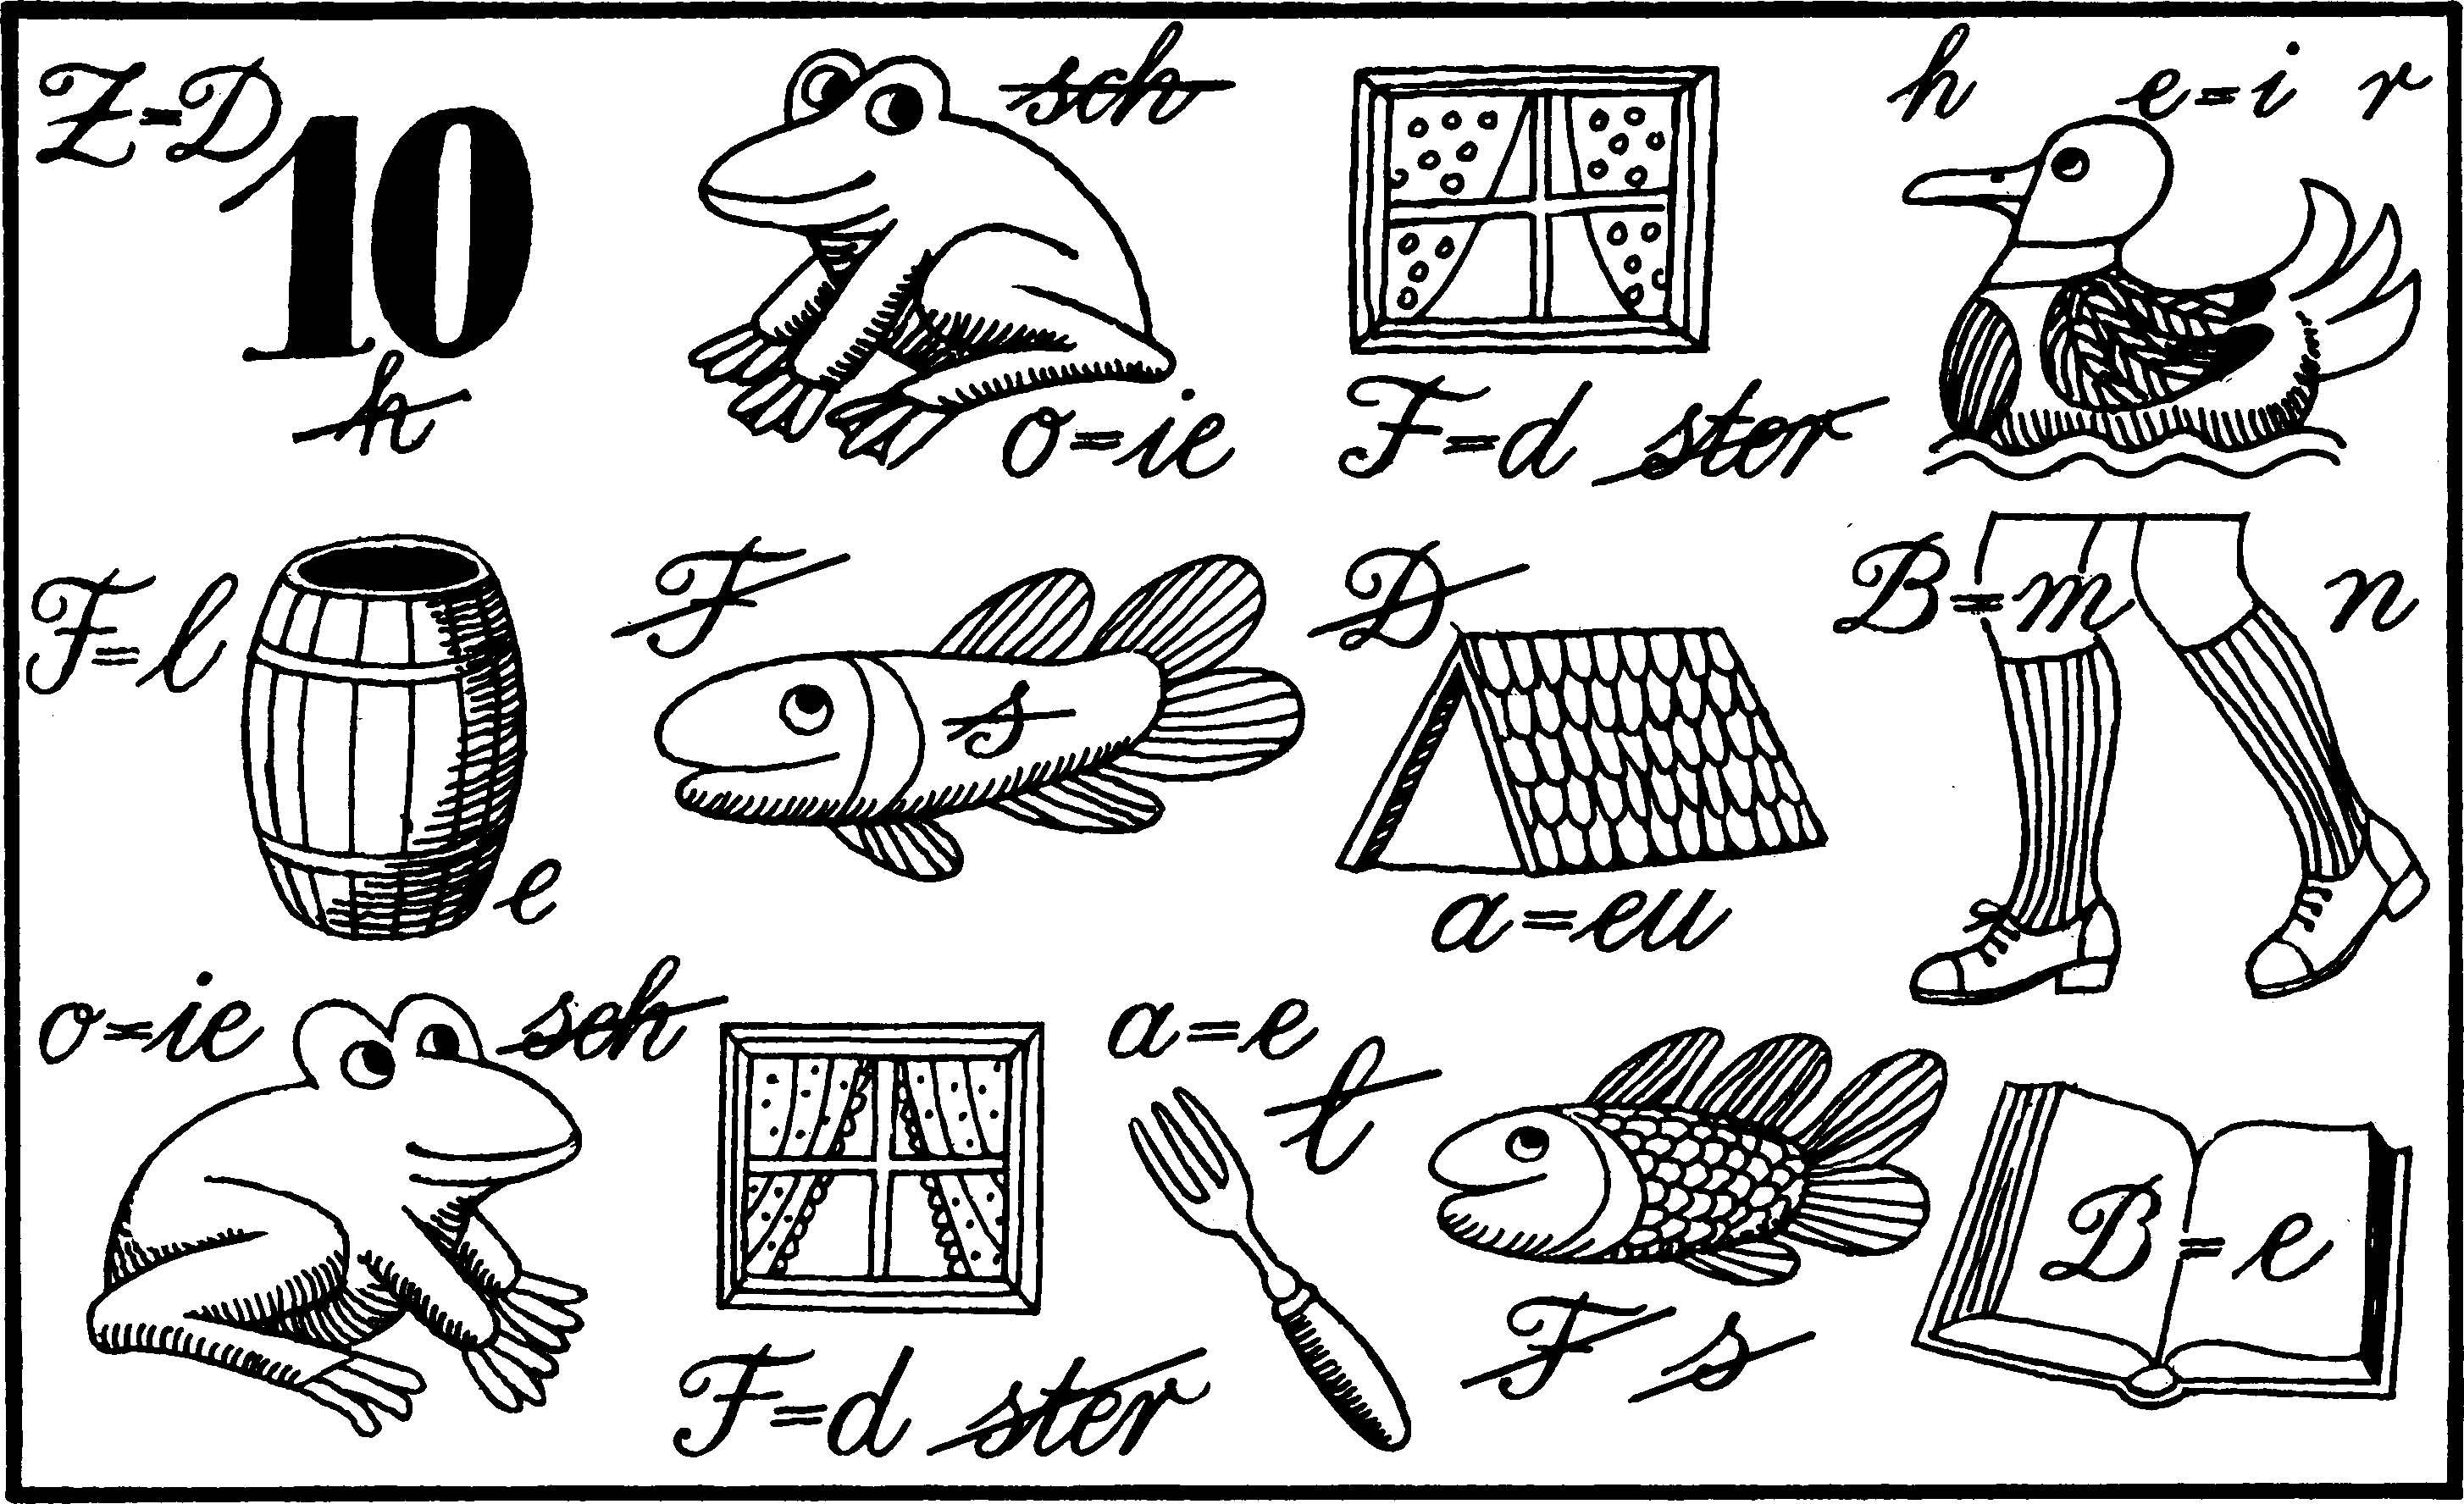 Z=D 10 h
sch o=ie
F=d ster
h e=i r
F=l e
F s
D a=eu
B=m n
o=ie sch
F=d ster
a=e l
F s
B=e